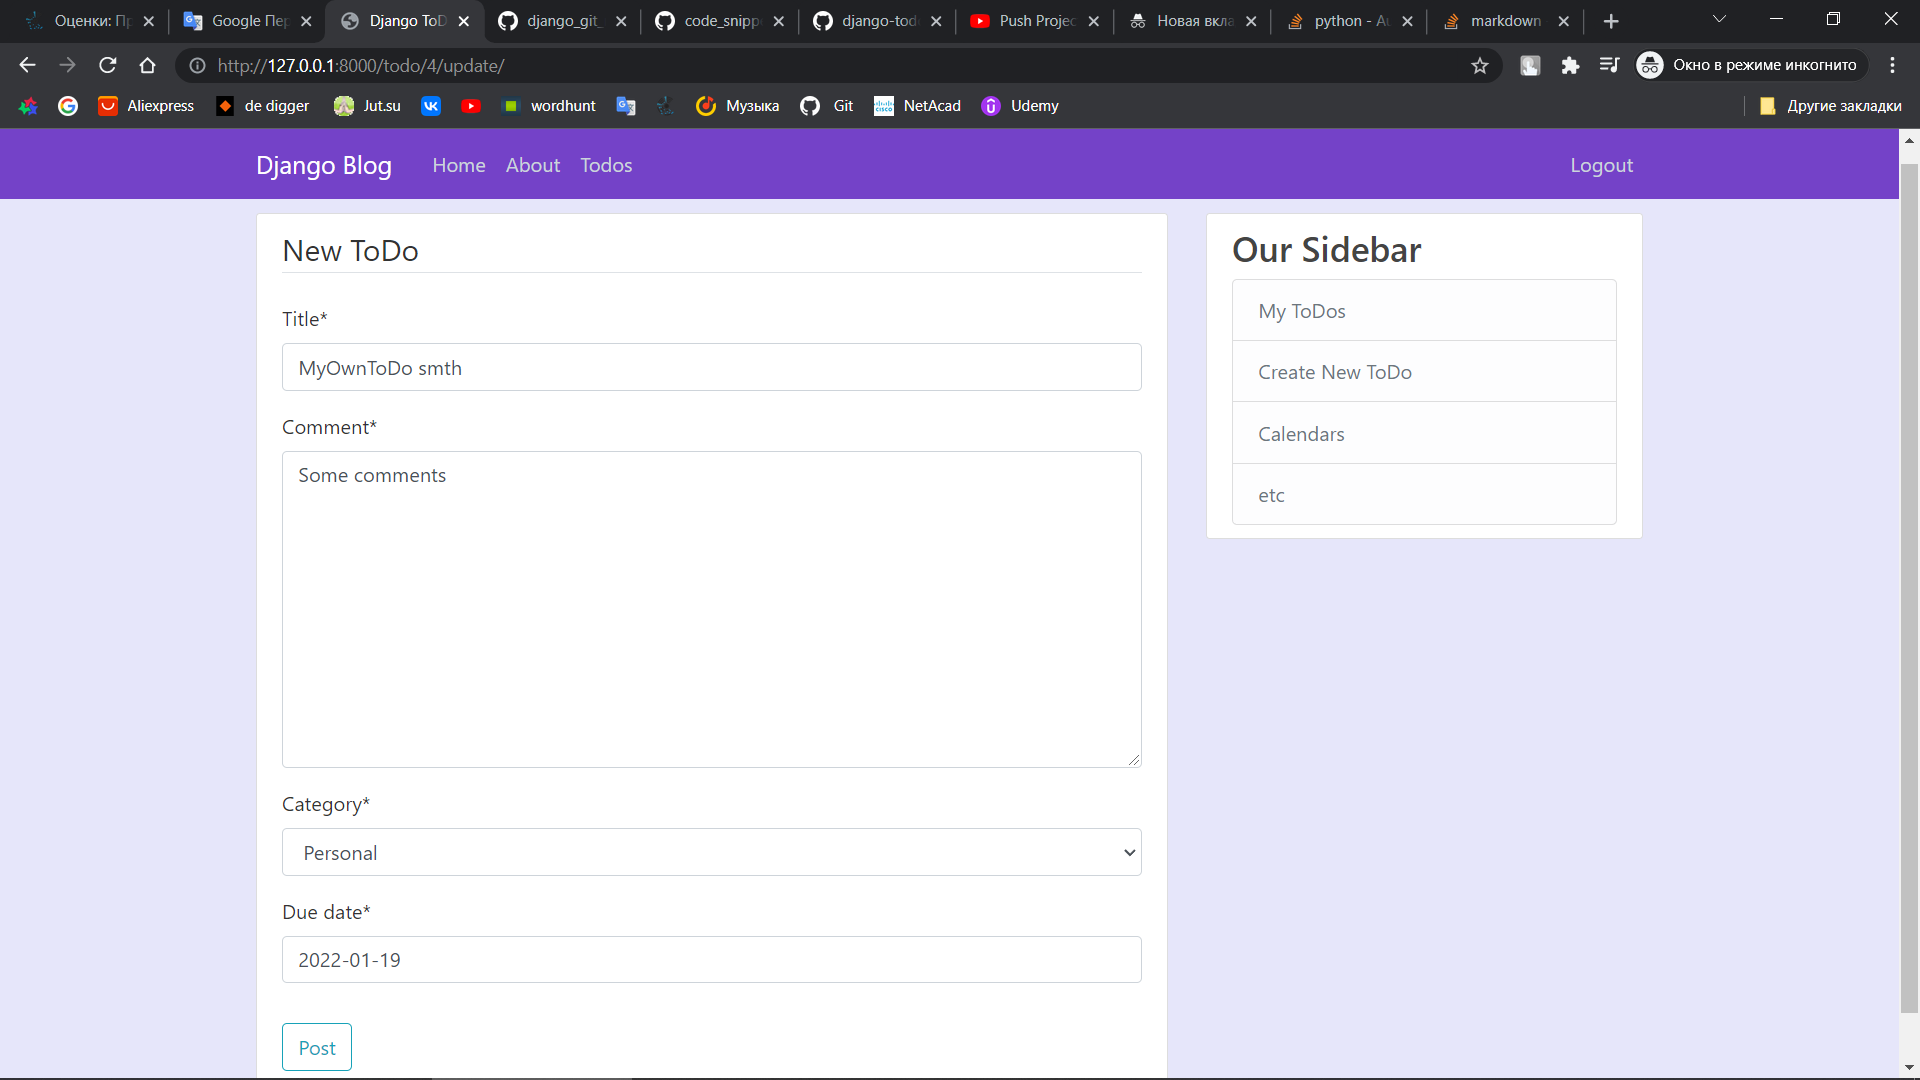 Оценки: Пр
Google Пер
Django ToD
django_git_
code_snipp
django-tod
Push Projec
Новая вкла
python - Au
markdown
http://127.0.0.1:8000/todo/4/update/
Окно в режиме инкогнито
Aliexpress
de digger
Jut.su
wordhunt
Музыка
Git
NetAcad
Udemy
Другие закладки
Django Blog
Home
About
Todos
Logout
New ToDo
Title*
MyOwnToDo smth
Comment*
Some comments
Category*
Personal
Due date*
2022-01-19
Post
Our Sidebar
My ToDos
Create New ToDo
Calendars
etc